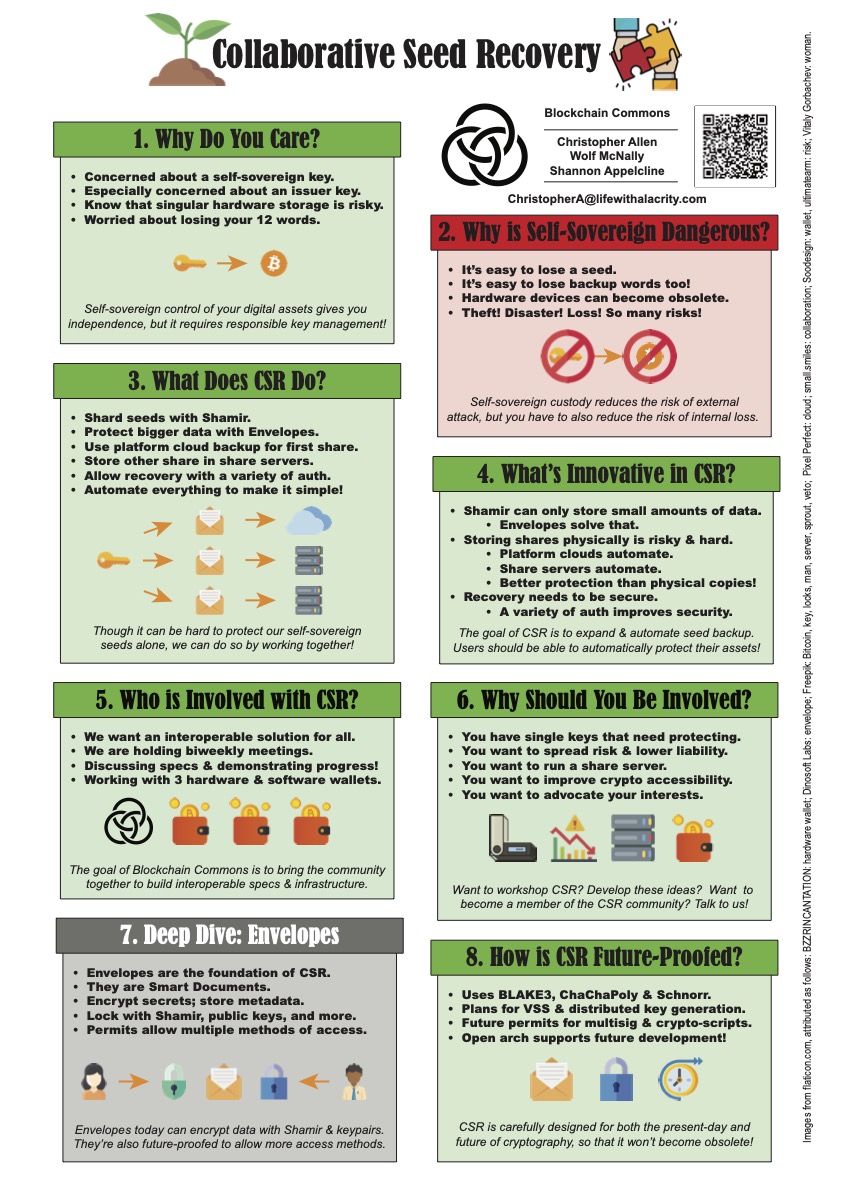 Collaborative Seed Recovery
Blockchain Commons
Christopher Allen
Wolf McNally
Shannon Appelcline
ChristopherA@lifewithalacrity.com
1. Why Do You Care?
• Concerned about a self-sovereign key.
• Especially concerned about an issuer key.
• Know that singular hardware storage is risky.
• Worried about losing your 12 words.
Self-sovereign control of your digital assets gives you
independence, but it requires responsible key management!
2. Why is Self-Sovereign Dangerous?
• It's easy to lose a seed.
• It's easy to lose backup words too!
• Hardware devices can become obsolete.
• Theft! Disaster! Loss! So many risks!
Self-sovereign custody reduces the risk of external
attack, but you have to also reduce the risk of internal loss.
3. What Does CSR Do?
• Shard seeds with Shamir.
• Protect bigger data with Envelopes.
• Use platform cloud backup for first share.
• Store other share in share servers.
• Allow recovery with a variety of auth.
• Automate everything to make it simple!
Though it can be hard to protect our self-sovereign
seeds alone, we can do so by working together!
4. What's Innovative in CSR?
• Shamir can only store small amounts of data.
• Envelopes solve that.
• Storing shares physically is risky & hard.
• Platform clouds automate.
• Share servers automate.
• Better protection than physical copies!
• Recovery needs to be secure.
• A variety of auth improves security.
The goal of CSR is to expand & automate seed backup.
Users should be able to automatically protect their assets!
5. Who is Involved with CSR?
• We want an interoperable solution for all.
• We are holding biweekly meetings.
• Discussing specs & demonstrating progress!
• Working with 3 hardware & software wallets.
The goal of Blockchain Commons is to bring the community
together to build interoperable specs & infrastructure.
6. Why Should You Be Involved?
• You have single keys that need protecting.
• You want to spread risk & lower liability.
• You want to run a share server.
• You want to improve crypto accessibility.
• You want to advocate your interests.
Want to workshop CSR? Develop these ideas? Want to
become a member of the CSR community? Talk to us!
7. Deep Dive: Envelopes
• Envelopes are the foundation of CSR.
• They are Smart Documents.
• Encrypt secrets; store metadata.
• Lock with Shamir, public keys, and more.
• Permits allow multiple methods of access.
Envelopes today can encrypt data with Shamir & keypairs.
They're also future-proofed to allow more access methods.
8. How is CSR Future-Proofed?
• Uses BLAKE3, ChaChaPoly & Schnorr.
• Plans for VSS & distributed key generation.
• Future permits for multisig & crypto-scripts.
• Open arch supports future development!
CSR is carefully designed for both the present-day and
future of cryptography, so that it won't become obsolete!
Images from flaticon.com, attributed as follows: BZZRINCANTATION: hardware wallet; Dinosoft Labs: envelope; Freepik: Bitcoin, key, locks, man, server, sprout, veto; Pixel Perfect: cloud; small.smiles: collaboration; Soodesign: wallet, ultimatearm: risk; Vitaly Gorbachev: woman.